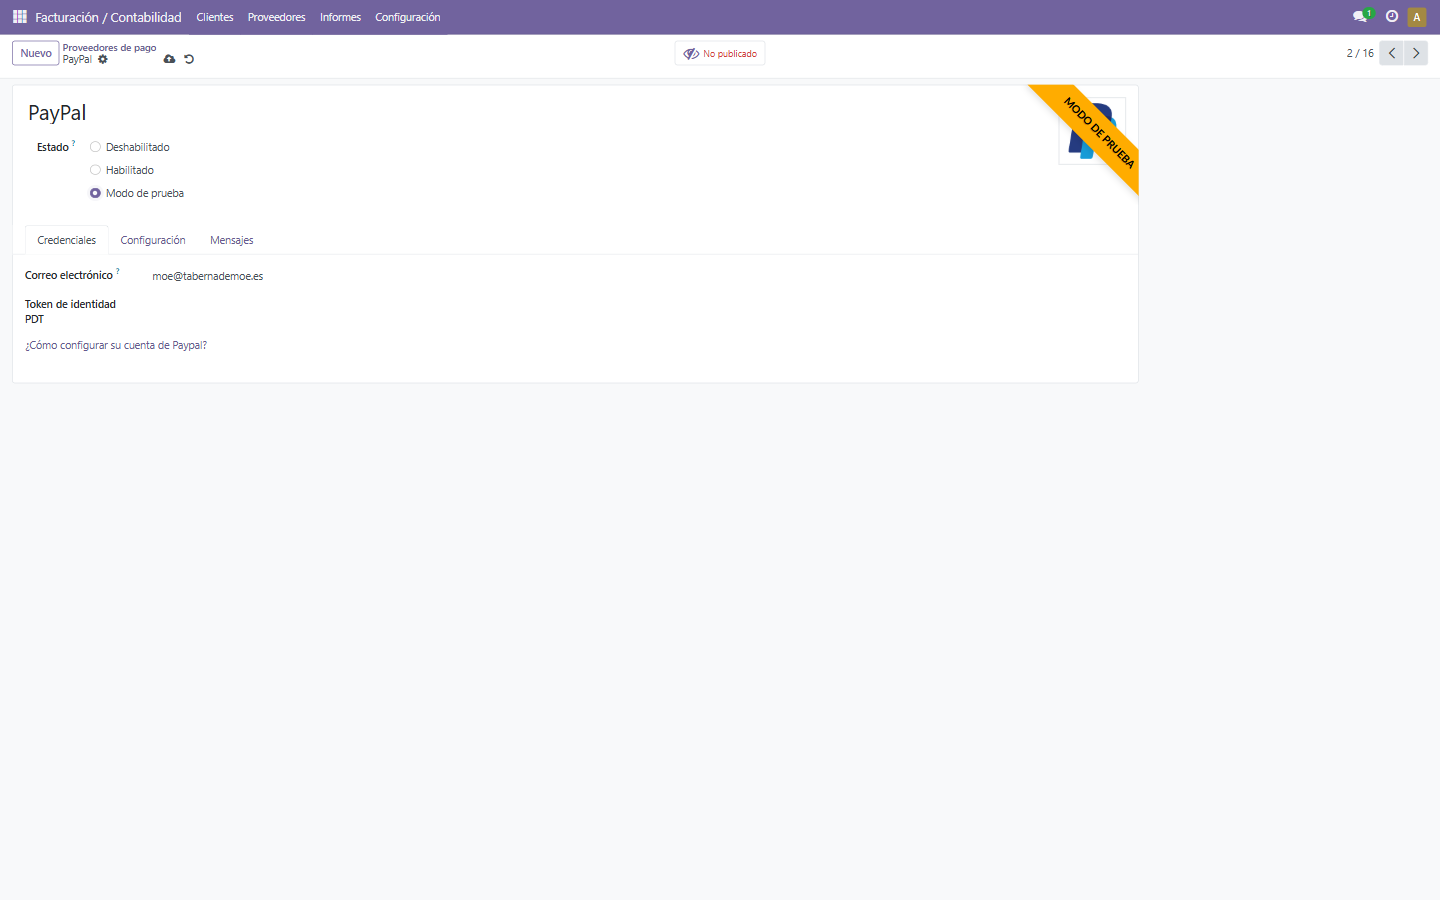 Facturación / Contabilidad Clientes Proveedores Informes Configuración 1 A
Nuevo Proveedores de pago No publicado 2 / 16
PayPal
PayPal
MODO DE PRUEBA
Estado ? Deshabilitado
Habilitado
Modo de prueba
Credenciales Configuración Mensajes
Correo electrónico ? moe@tabernademoe.es
Token de identidad
PDT
¿Cómo configurar su cuenta de Paypal?